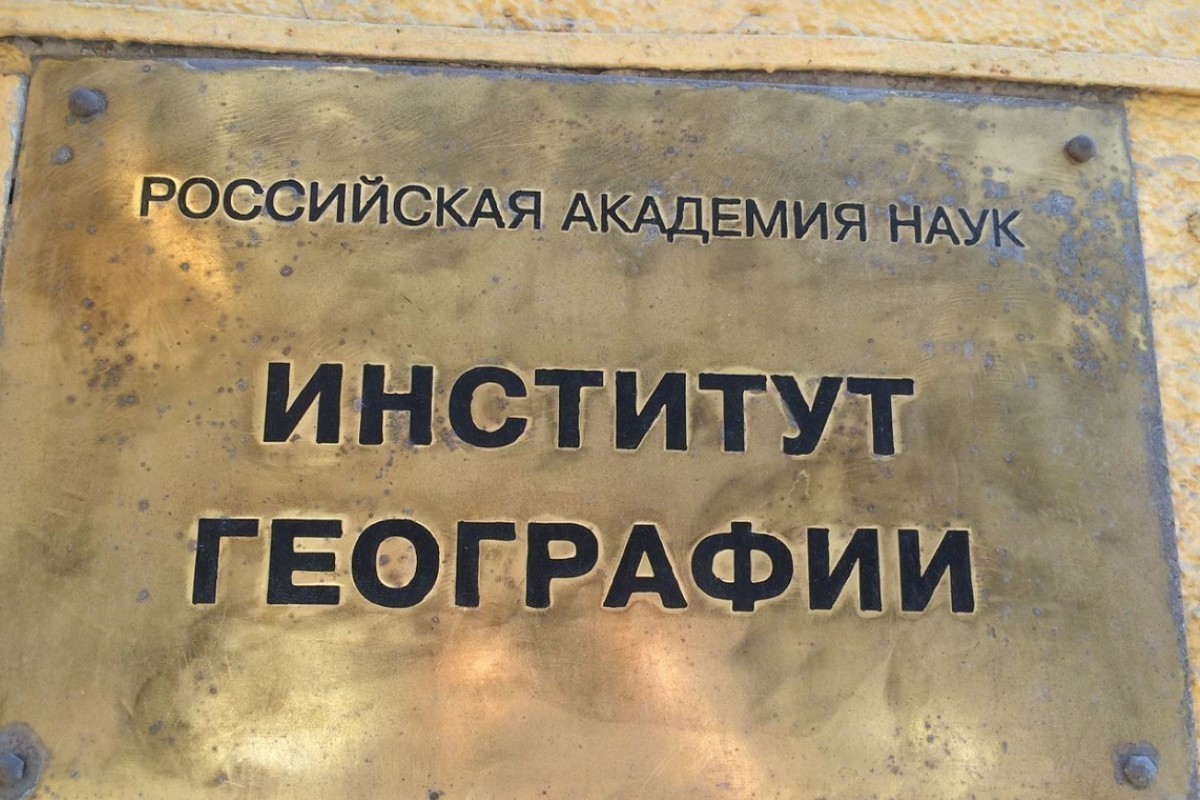 РОССИЙСКАЯ АКАДЕМИЯ НАУК
ИНСТИТУТ
ГЕОГРАФИИ